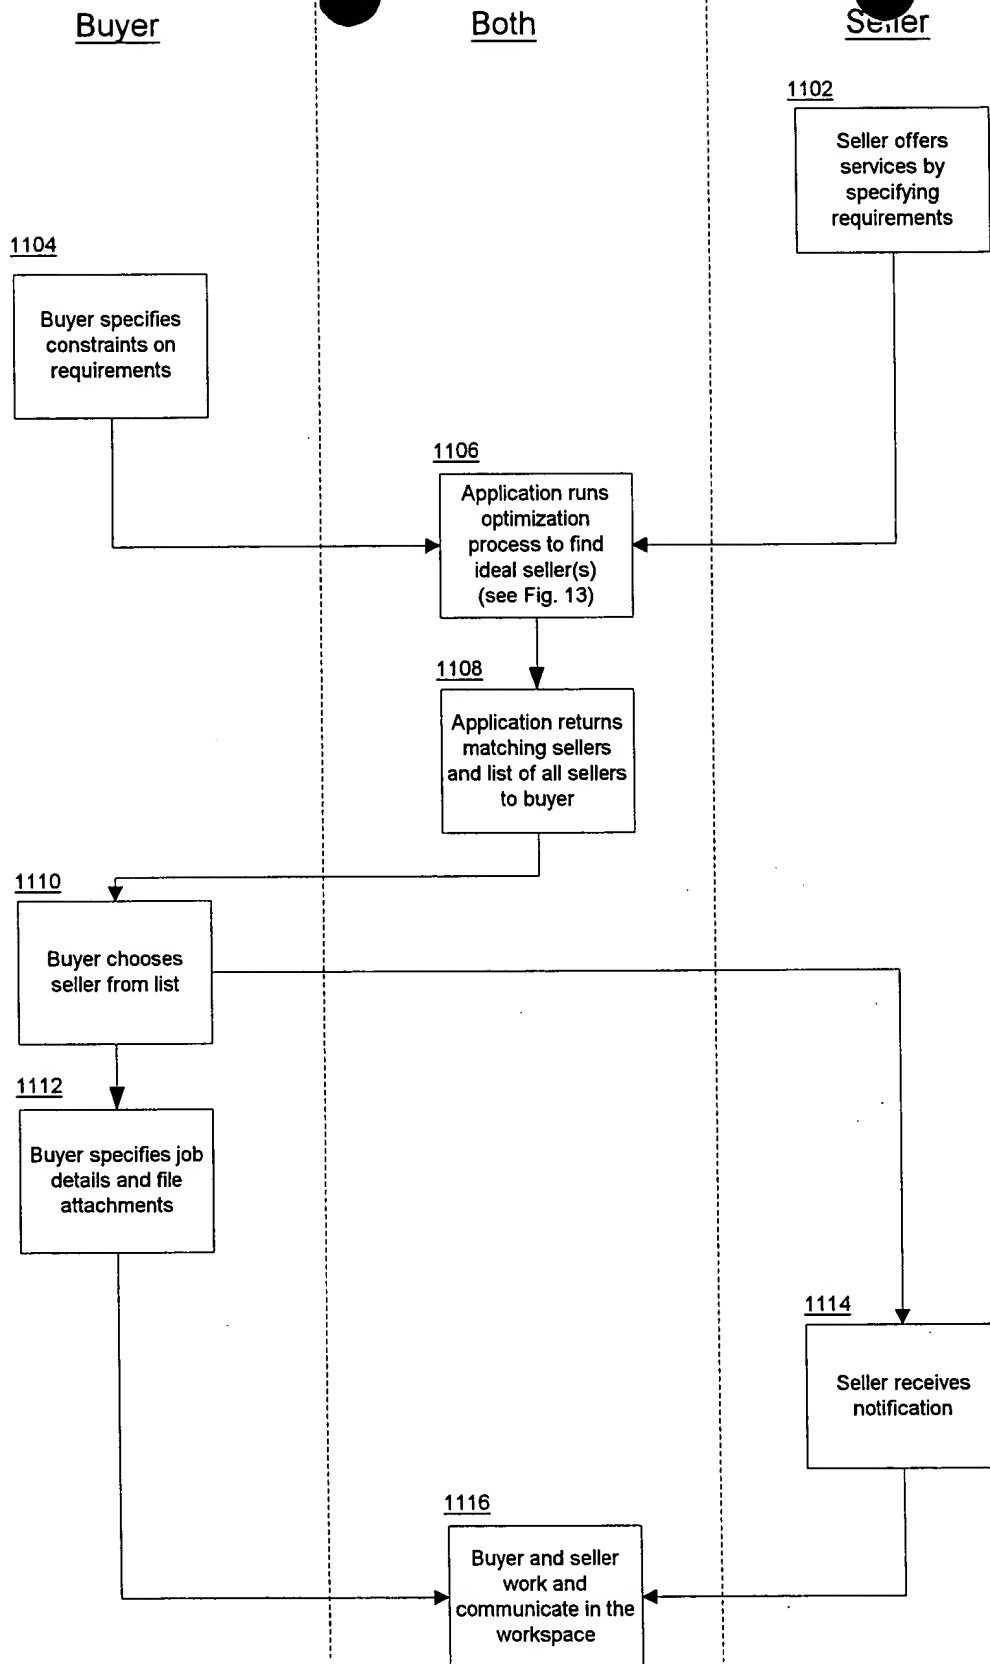 Buyer
Both
Seller
1102
Seller offers
services by
specifying
requirements
1104
Buyer specifies
constraints on
requirements
1106
Application runs
optimization
process to find
ideal seller(s)
(see Fig. 13)
1108
Application returns
matching sellers
and list of all sellers
to buyer
1110
Buyer chooses
seller from list
1112
Buyer specifies job
details and file
attachments
1114
Seller receives
notification
1116
Buyer and seller
work and
communicate in the
workspace